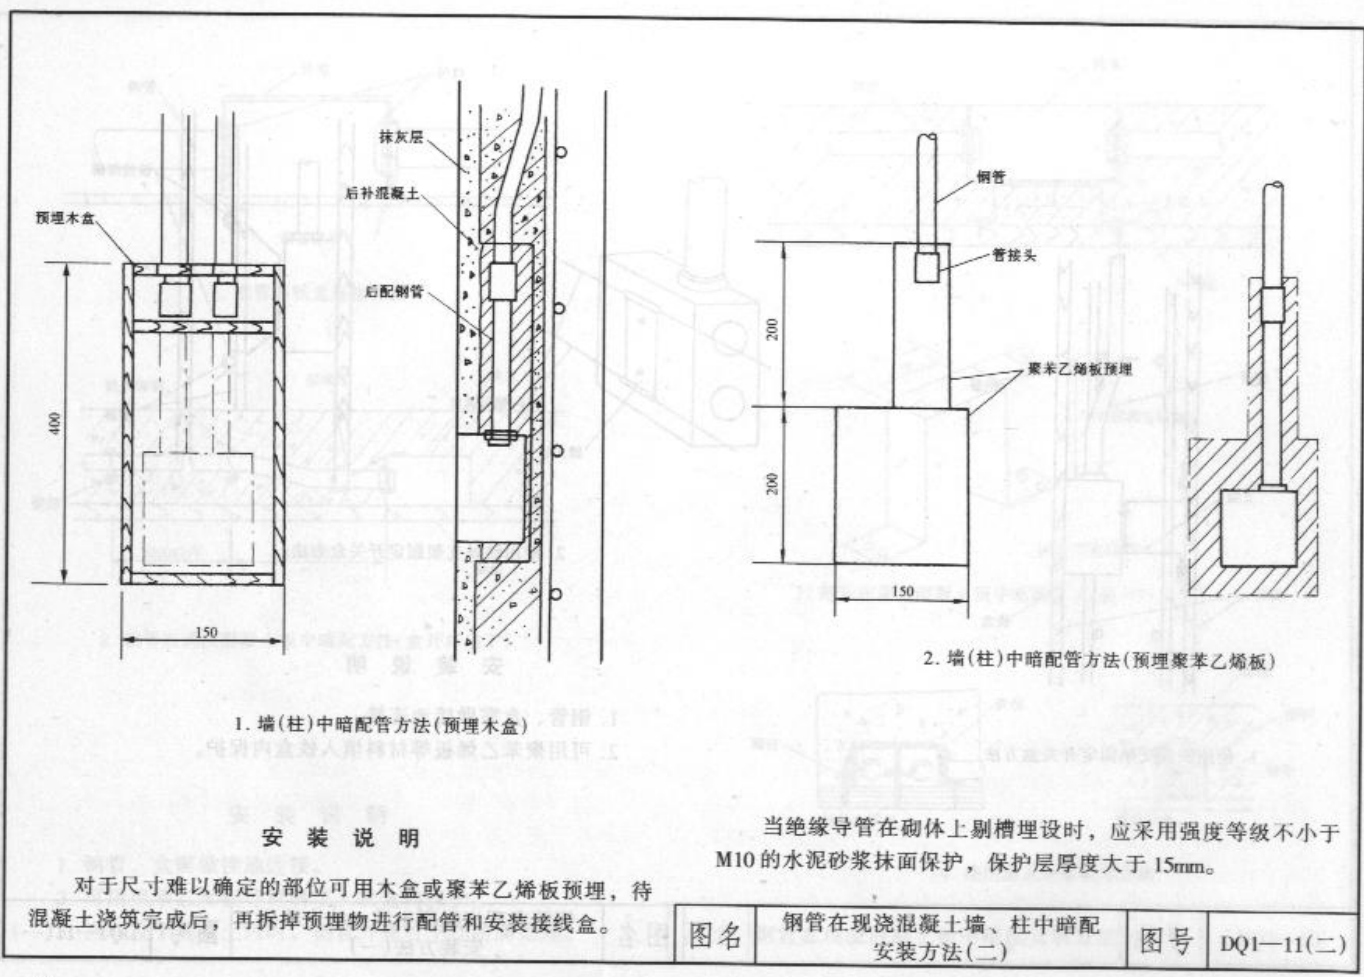 抹灰层
后补混凝土
预埋木盒
后配钢管
400
150
1. 墙(柱)中暗配管方法(预埋木盒)
钢管
管接头
200
聚苯乙烯板预埋
200
150
2. 墙(柱)中暗配管方法(预埋聚苯乙烯板)
安 装 说 明
对于尺寸难以确定的部位可用木盒或聚苯乙烯板预埋，待
混凝土浇筑完成后，再拆掉预埋物进行配管和安装接线盒。
当绝缘导管在砌体上剔槽埋设时，应采用强度等级不小于
M10的水泥砂浆抹面保护，保护层厚度大于15mm。
图名
钢管在现浇混凝土墙、柱中暗配
安装方法(二)
图号
DQ1—11(二)